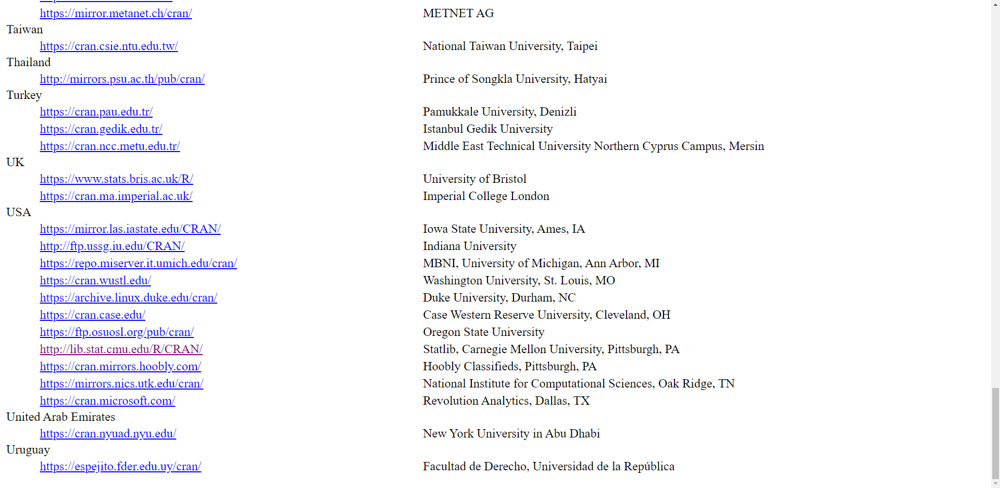 https://mirror.metanet.ch/cran/ METNET AG
Taiwan
https://cran.csie.ntu.edu.tw/ National Taiwan University, Taipei
Thailand
http://mirrors.psu.ac.th/pub/cran/ Prince of Songkla University, Hatyai
Turkey
https://cran.pau.edu.tr/ Pamukkale University, Denizli
https://cran.gedik.edu.tr/ Istanbul Gedik University
https://cran.ncc.metu.edu.tr/ Middle East Technical University Northern Cyprus Campus, Mersin
UK
https://www.stats.bris.ac.uk/R/ University of Bristol
https://cran.ma.imperial.ac.uk/ Imperial College London
USA
https://mirror.las.iastate.edu/CRAN/ Iowa State University, Ames, IA
http://ftp.ussg.iu.edu/CRAN/ Indiana University
https://repo.miserver.it.umich.edu/cran/ MBNI, University of Michigan, Ann Arbor, MI
https://cran.wustl.edu/ Washington University, St. Louis, MO
https://archive.linux.duke.edu/cran/ Duke University, Durham, NC
https://cran.case.edu/ Case Western Reserve University, Cleveland, OH
https://ftp.osuosl.org/pub/cran/ Oregon State University
http://lib.stat.cmu.edu/R/CRAN/ Statlib, Carnegie Mellon University, Pittsburgh, PA
https://cran.mirrors.hoobly.com/ Hoobly Classifieds, Pittsburgh, PA
https://mirrors.nics.utk.edu/cran/ National Institute for Computational Sciences, Oak Ridge, TN
https://cran.microsoft.com/ Revolution Analytics, Dallas, TX
United Arab Emirates
https://cran.nyuad.nyu.edu/ New York University in Abu Dhabi
Uruguay
https://espejito.fder.edu.uy/cran/ Facultad de Derecho, Universidad de la República